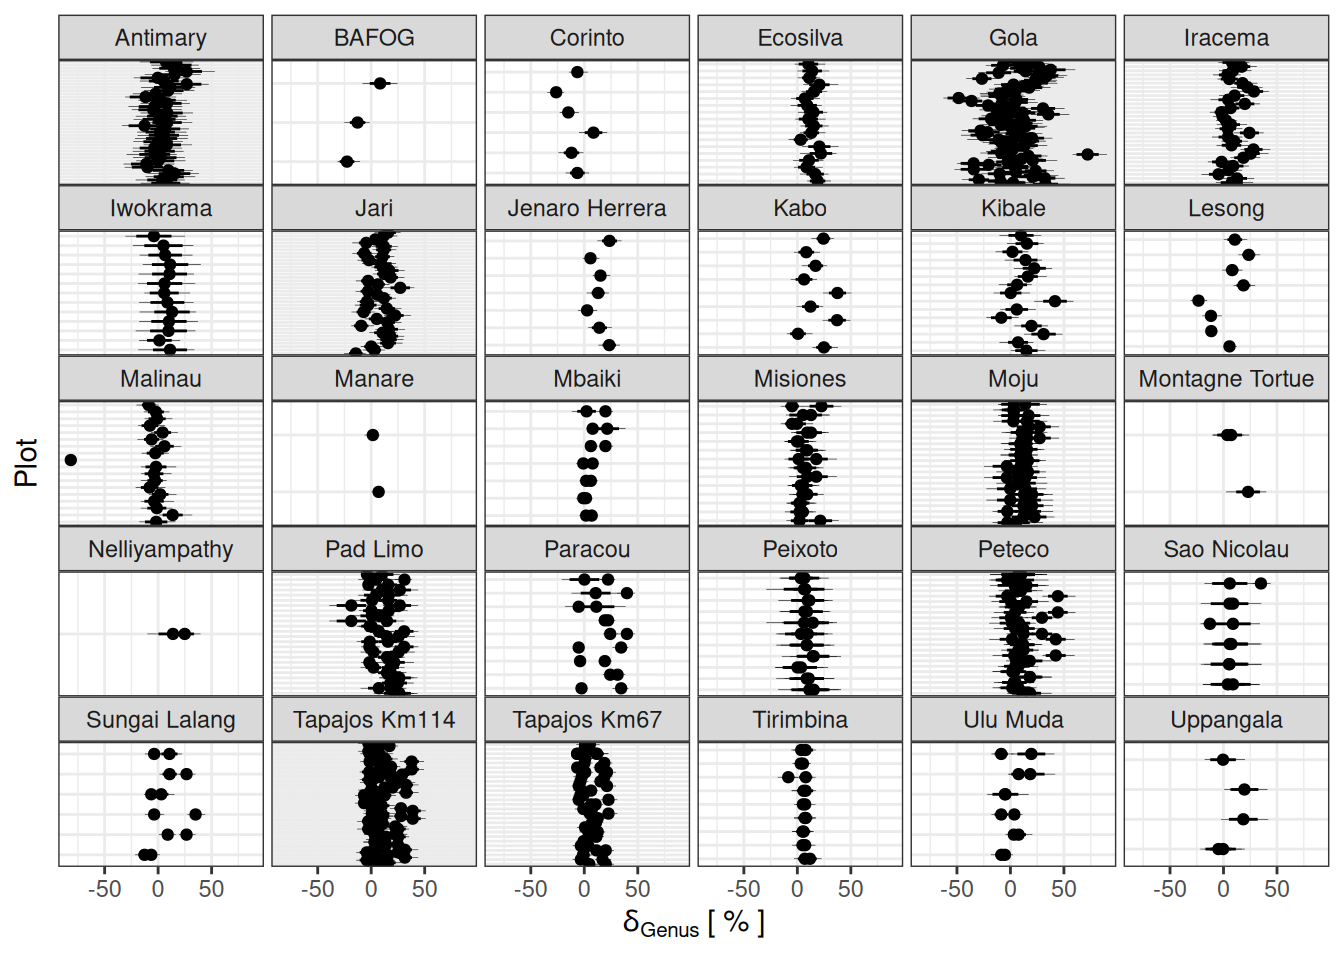 Antimary BAFOG Corinto Ecosilva Gola Iracema
Iwokrama Jari Jenaro Herrera Kabo Kibale Lesong
Malinau Manare Mbaiki Misiones Moju Montagne Tortue
Plot
Nelliyampathy Pad Limo Paracou Peixoto Peteco Sao Nicolau
Sungai Lalang Tapajos Km114 Tapajos Km67 Tirimbina Ulu Muda Uppangala
-50 0 50 -50 0 50 -50 0 50 -50 0 50 -50 0 50 -50 0 50
δGenus [ % ]